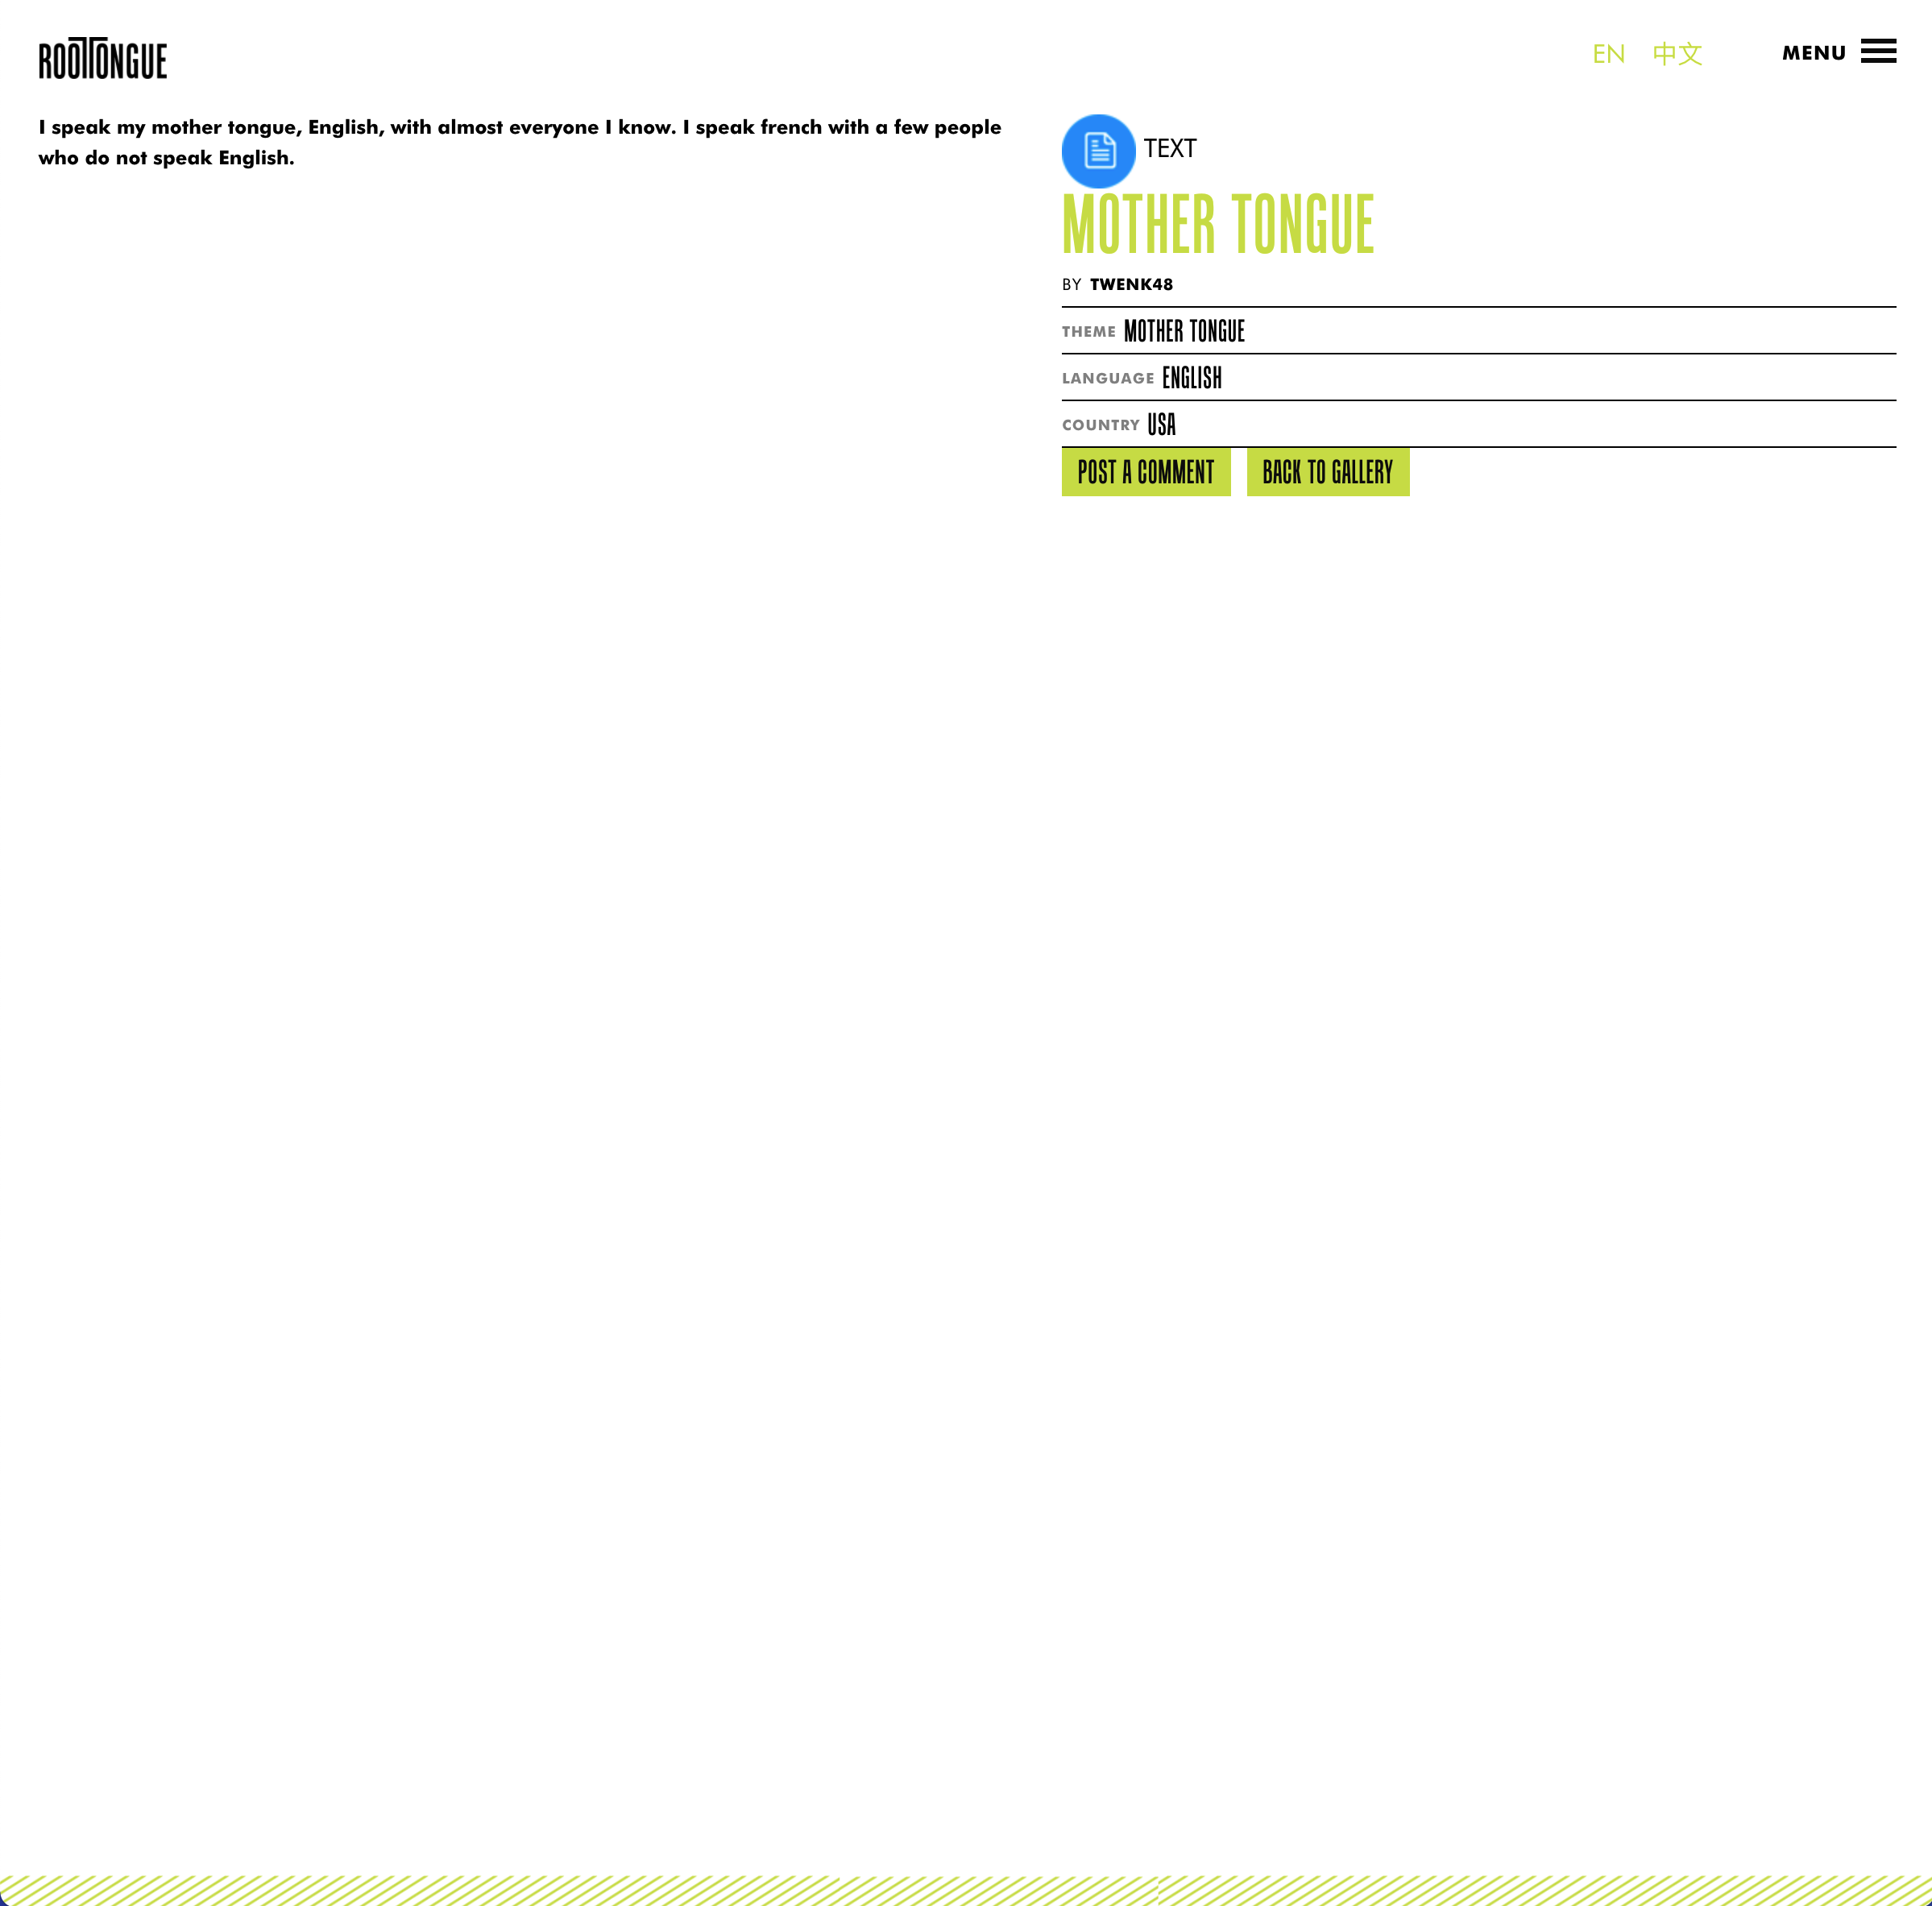 ROOTTONGUE
EN 中文 MENU
I speak my mother tongue, English, with almost everyone I know. I speak french with a few people
who do not speak English.
TEXT
MOTHER TONGUE
BY TWENK48
THEME MOTHER TONGUE
LANGUAGE ENGLISH
COUNTRY USA
POST A COMMENT BACK TO GALLERY